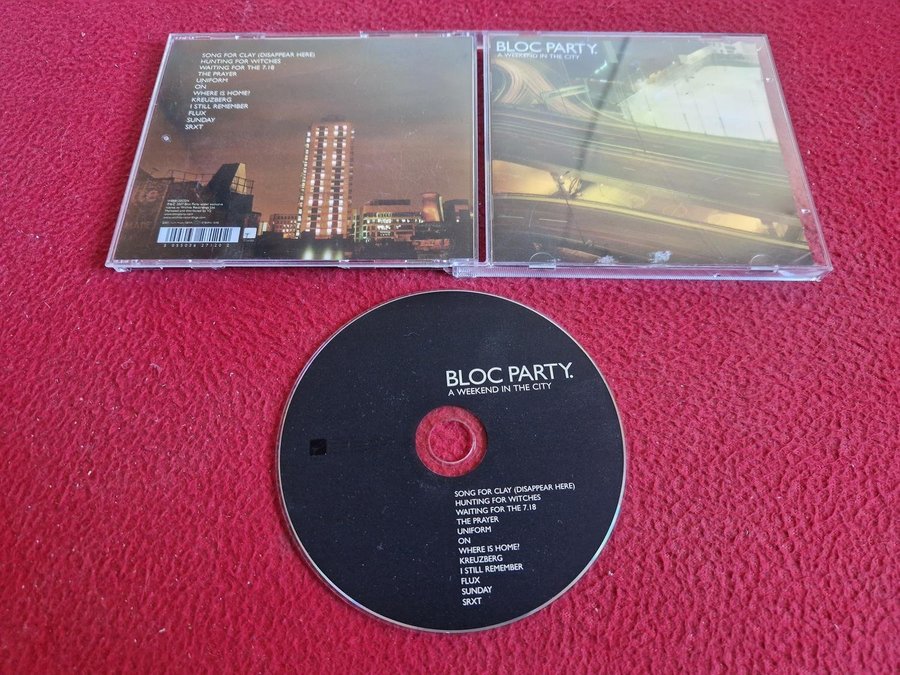 SONG FOR CLAY (DISAPPEAR HERE)
HUNTING FOR WITCHES
WAITING FOR THE 7.18
THE PRAYER
UNIFORM
ON
WHERE IS HOME?
KREUZBERG
I STILL REMEMBER
FLUX
SUNDAY
SRXT
BLOC PARTY.
A WEEKEND IN THE CITY
BLOC PARTY.
A WEEKEND IN THE CITY
SONG FOR CLAY (DISAPPEAR HERE)
HUNTING FOR WITCHES
WAITING FOR THE 7.18
THE PRAYER
UNIFORM
ON
WHERE IS HOME?
KREUZBERG
I STILL REMEMBER
FLUX
SUNDAY
SRXT